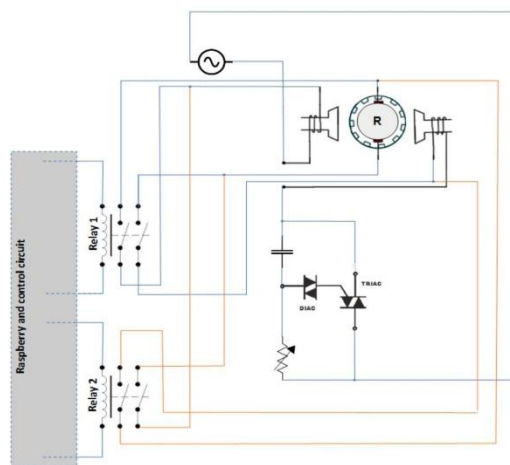 R
Relay 1
TRIAC
DIAC
Raspberry and control circuit
Relay 2